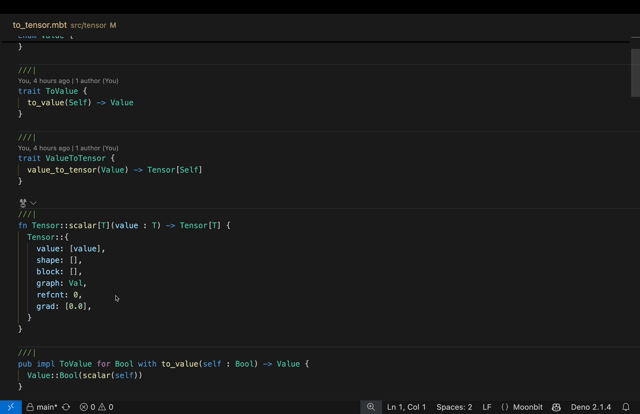 to_tensor.mbt src/tensor M
enum Value {
}
///|
You, 4 hours ago | 1 author (You)
trait ToValue {
to_value(Self) -> Value
}
///|
You, 4 hours ago | 1 author (You)
trait ValueToTensor {
value_to_tensor(Value) -> Tensor[Self]
}
///|
fn Tensor::scalar[T](value : T) -> Tensor[T] {
Tensor::{
value: [value],
shape: [],
block: [],
graph: Val,
refcnt: 0,
grad: [0.0],
}
}
///|
pub impl ToValue for Bool with to_value(self : Bool) -> Value {
Value::Bool(scalar(self))
}
main* 0 0 Ln 1, Col 1 Spaces: 2 LF {} Moonbit Deno 2.1.4